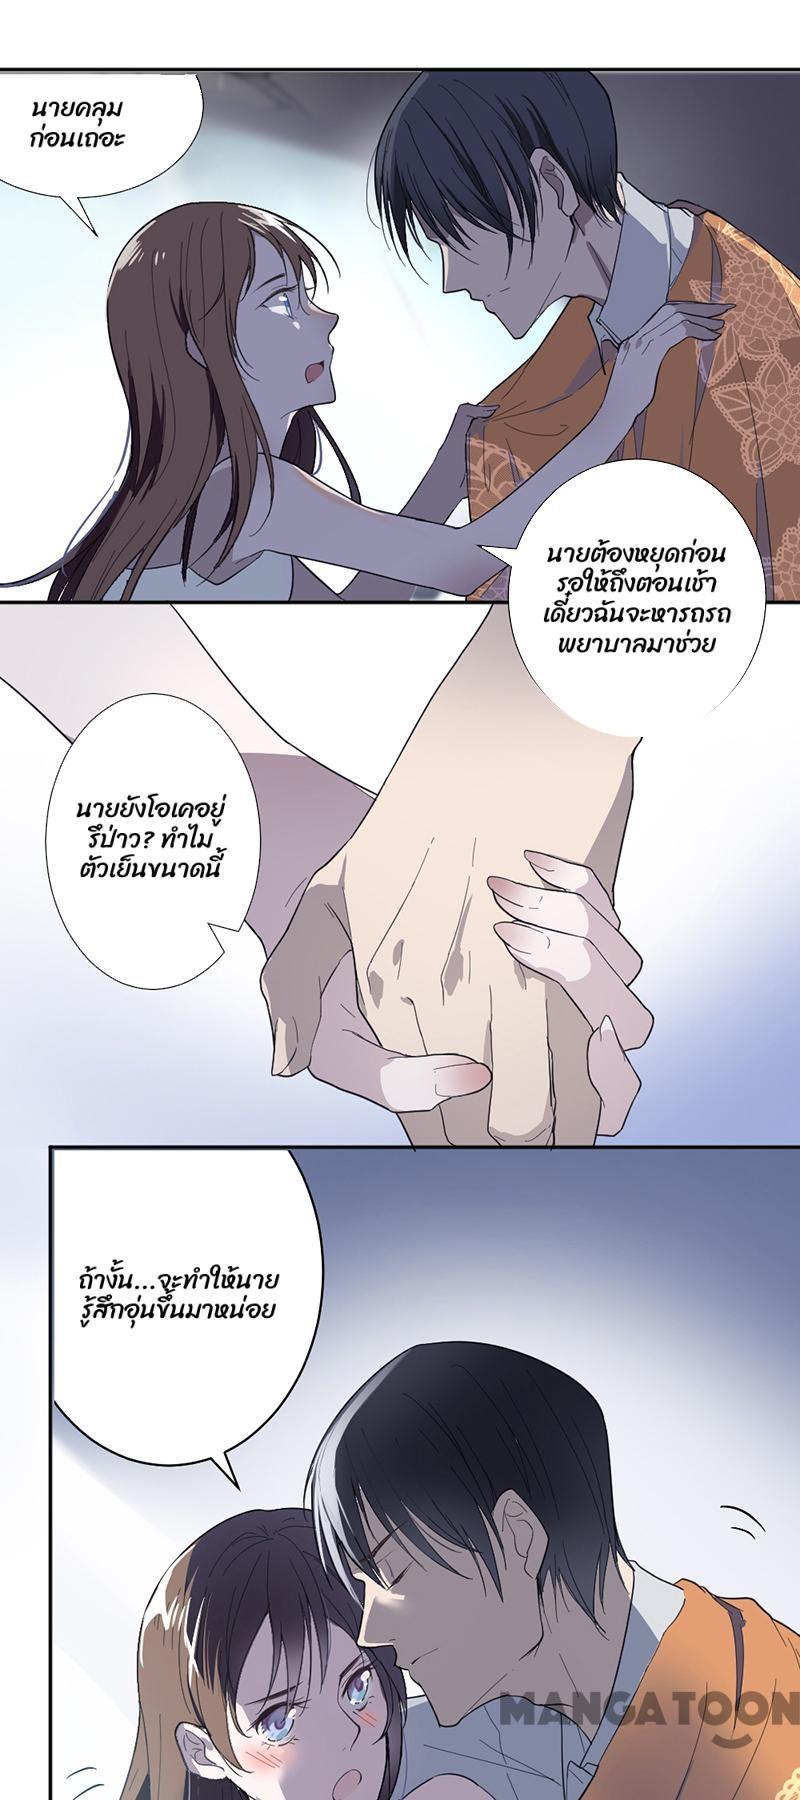 นายคลุม
ก่อนเถอะ
นายต้องหยุดก่อน
รอให้ถึงตอนเช้า
เดี๋ยวฉันจะหารถรถ
พยาบาลมาช่วย
นายยังโอเคอยู่
รึป่าว? ทำไม
ตัวเย็นขนาดนี้
ถ้างั้น...จะทำให้นาย
รู้สึกอุ่นขึ้นมาหน่อย
MANGATOON